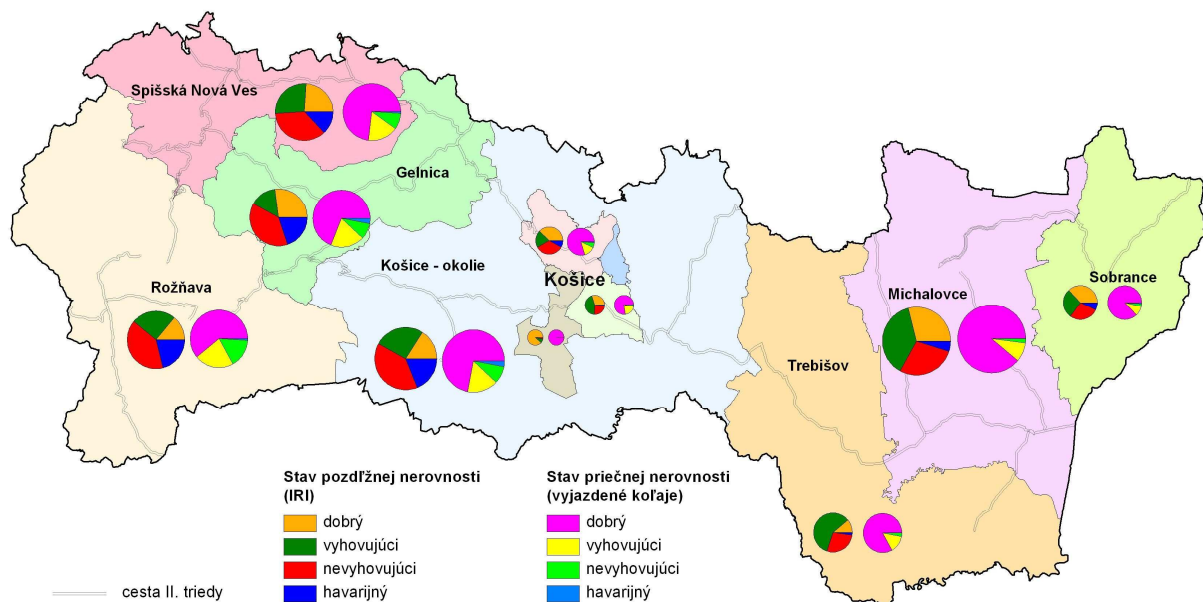 Spišská Nová Ves
Gelnica
Košice - okolie
Košice
Rožňava
Michalovce
Sobrance
Trebišov
Stav pozdĺžnej nerovnosti
(IRI)
dobrý
vyhovujúci
nevyhovujúci
havarijný
Stav priečnej nerovnosti
(vyjazdené koľaje)
dobrý
vyhovujúci
nevyhovujúci
havarijný
cesta II. triedy